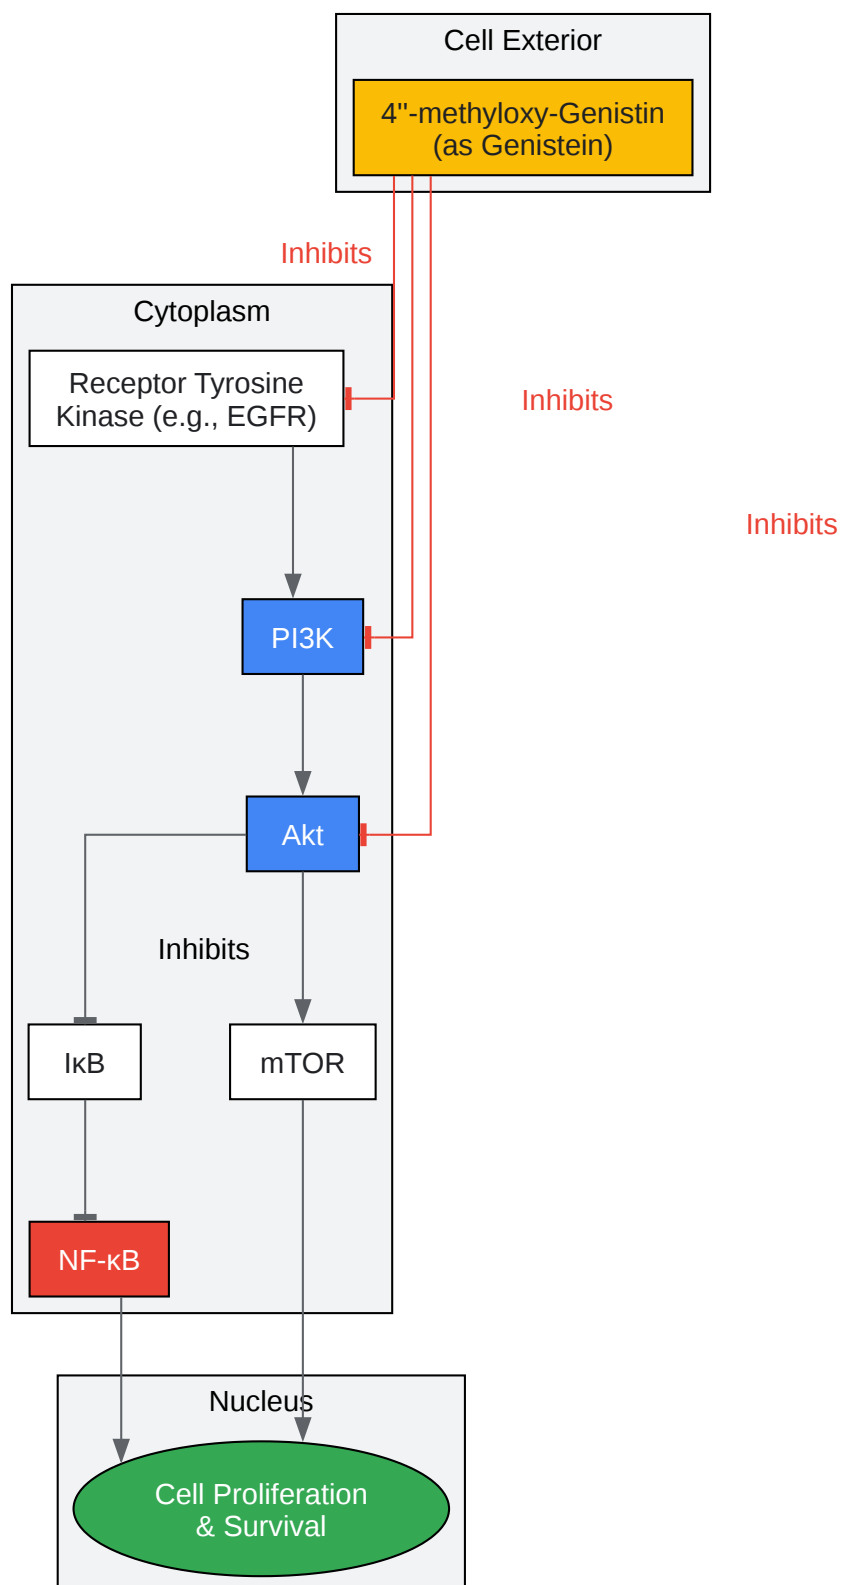 Cell Exterior
4''-methyloxy-Genistin
(as Genistein)
Inhibits
Cytoplasm
Receptor Tyrosine
Kinase (e.g., EGFR)
Inhibits
Inhibits
PI3K
Akt
Inhibits
IκB
mTOR
NF-κB
Nucleus
Cell Proliferation
& Survival